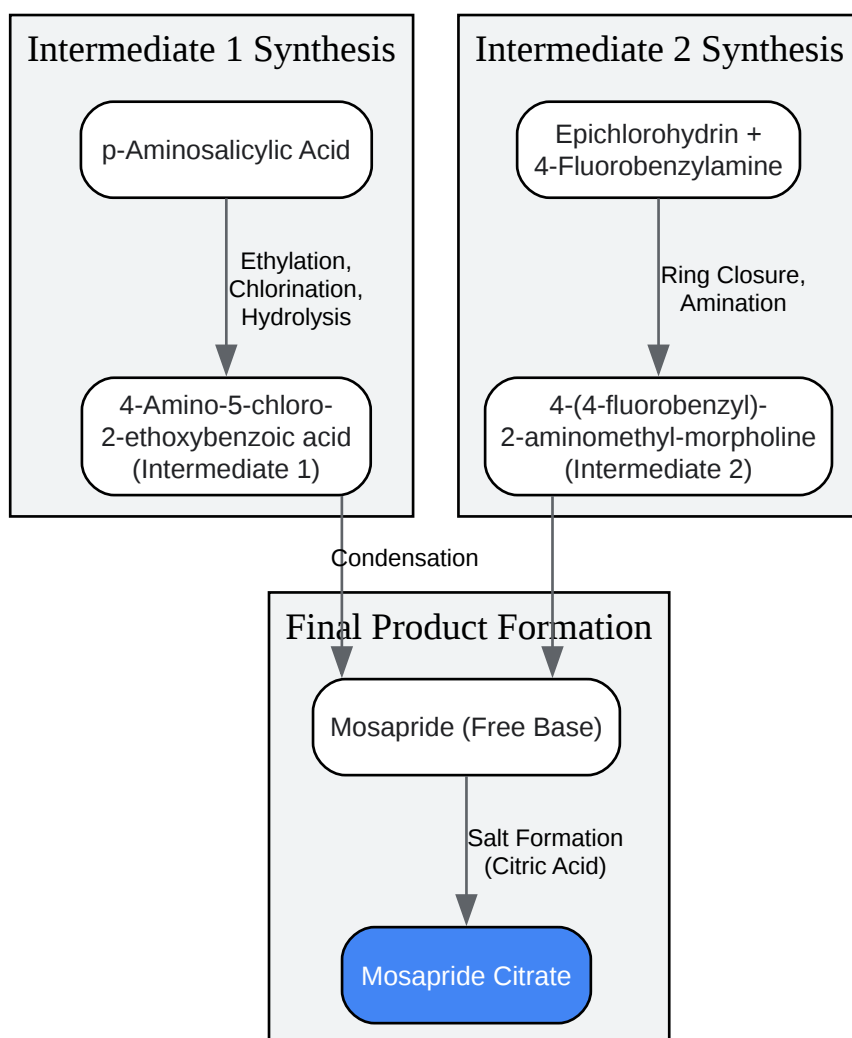 Intermediate 1 Synthesis
p-Aminosalicylic Acid
Ethylation,
Chlorination,
Hydrolysis
4-Amino-5-chloro-
2-ethoxybenzoic acid
(Intermediate 1)
Intermediate 2 Synthesis
Epichlorohydrin +
4-Fluorobenzylamine
Ring Closure,
Amination
4-(4-fluorobenzyl)-
2-aminomethyl-morpholine
(Intermediate 2)
Condensation
Final Product Formation
Mosapride (Free Base)
Salt Formation
(Citric Acid)
Mosapride Citrate